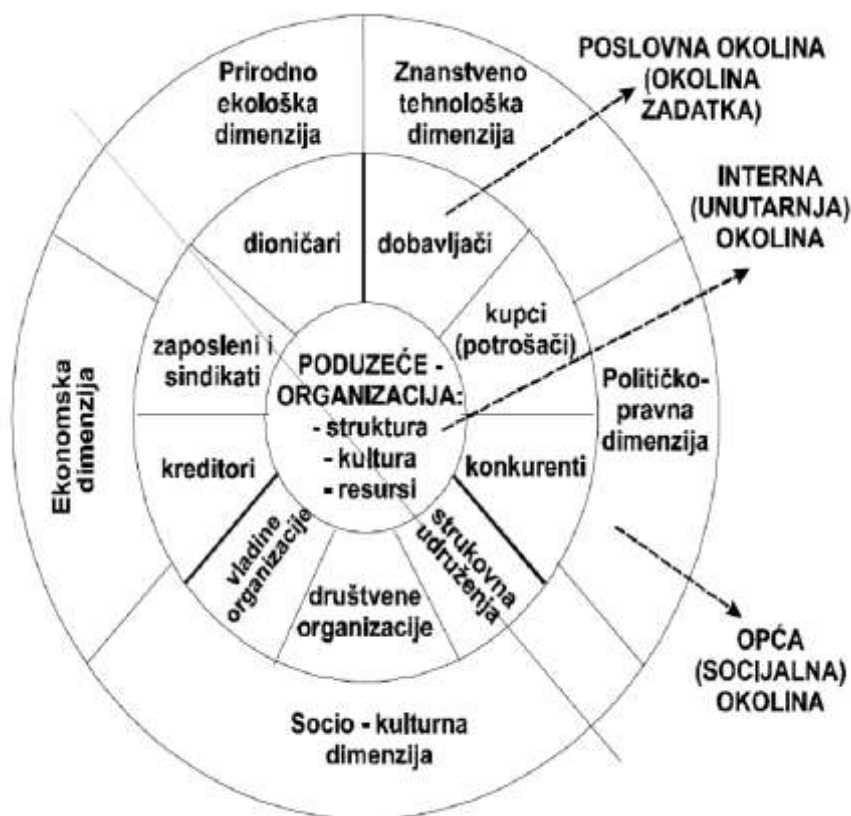 Prirodno
ekološka
dimenzija
Znanstveno
tehnološka
dimenzija
POSLOVNA OKOLINA
(OKOLINA
ZADATKA)
INTERNA
(UNUTARNJA)
OKOLINA
dioničari
dobavljači
kupci
(potrošači)
zaposleni i
sindikati
PODUZEĆE -
ORGANIZACIJA:
- struktura
- kultura
- resursi
Ekonomska
dimenzija
Političko-
pravna
dimenzija
kreditori
konkurenti
vladine
organizacije
društvene
organizacije
strukovna
udruženja
OPĆA
(SOCIJALNA)
OKOLINA
Socio - kulturna
dimenzija